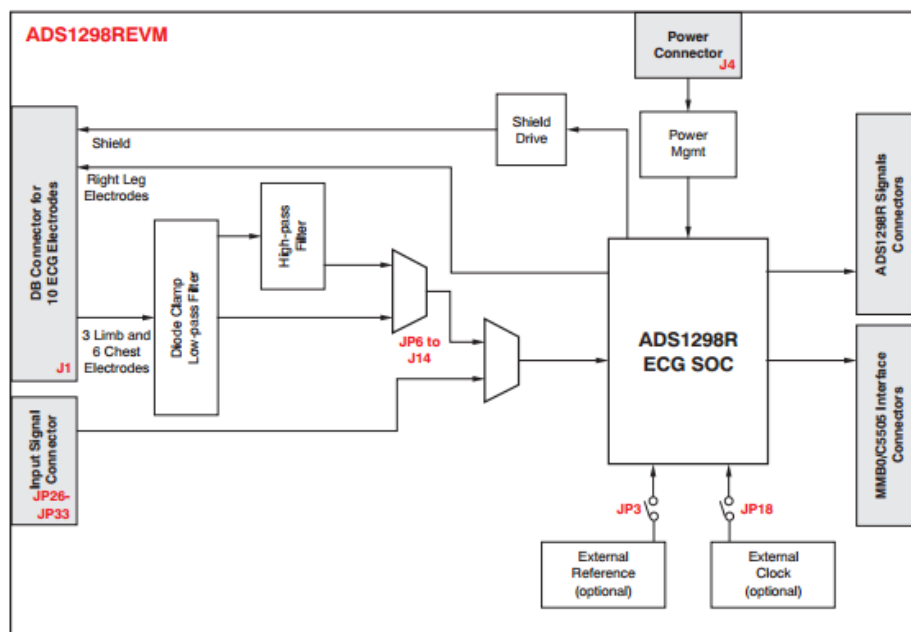 ADS1298REVM
Power
Connector
J4
Shield
Drive
Power
Mgmt
Shield
Right Leg
Electrodes
DB Connector for
10 ECG Electrodes
J1
3 Limb and
6 Chest
Electrodes
Diode Clamp
Low-pass Filter
High-pass
Filter
JP6 to
J14
Input Signal
Connector
JP26-
JP33
ADS1298R
ECG SOC
ADS1298R Signals
Connectors
MMB0/C5505 Interface
Connectors
JP3
JP18
External
Reference
(optional)
External
Clock
(optional)